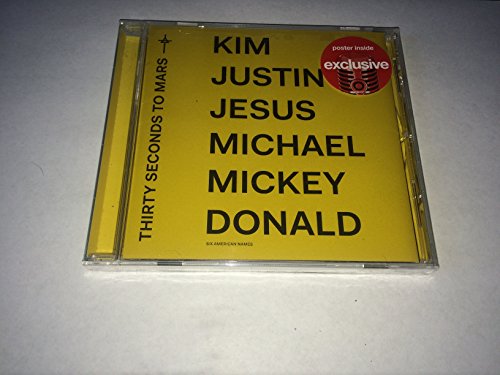 THIRTY SECONDS TO MARS
KIM
JUSTIN
JESUS
MICHAEL
MICKEY
DONALD
SIX AMERICAN NAMES
poster inside
exclusive